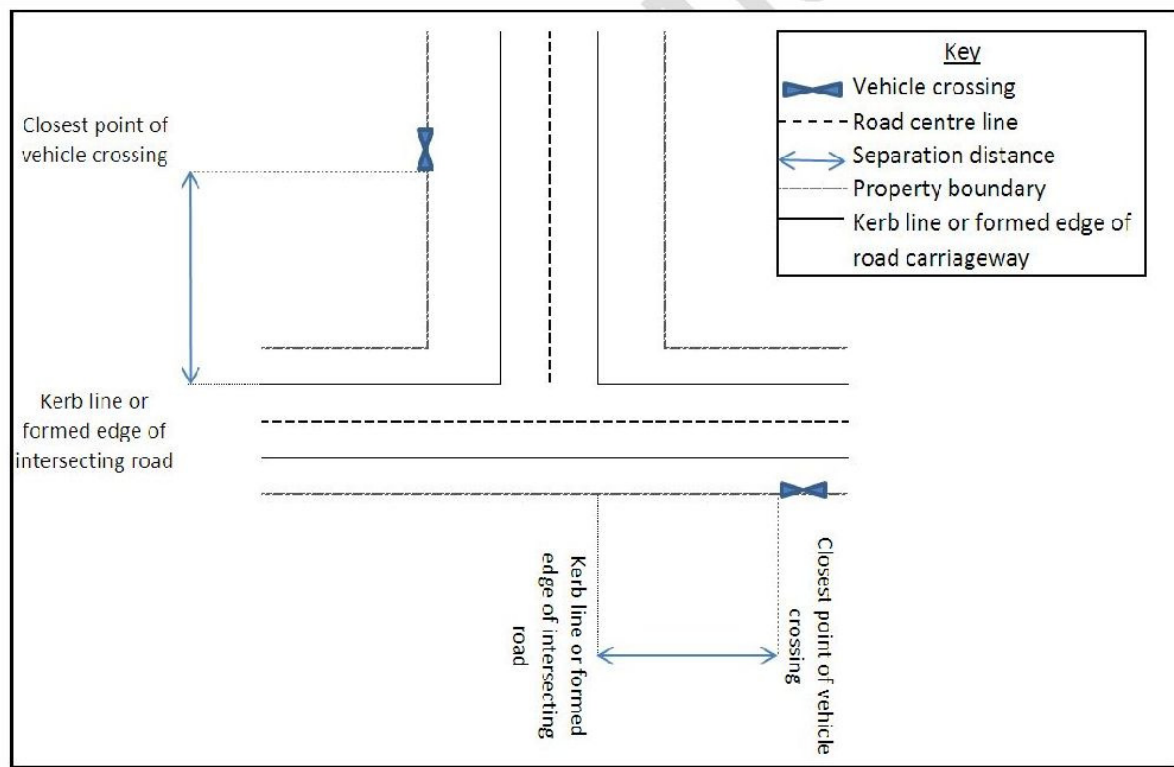 Key
Vehicle crossing
Road centre line
Separation distance
Property boundary
Kerb line or formed edge of
road carriageway
Closest point of
vehicle crossing
Kerb line or
formed edge of
intersecting road
Kerb line or formed
edge of intersecting
road
Closest point of vehicle
crossing